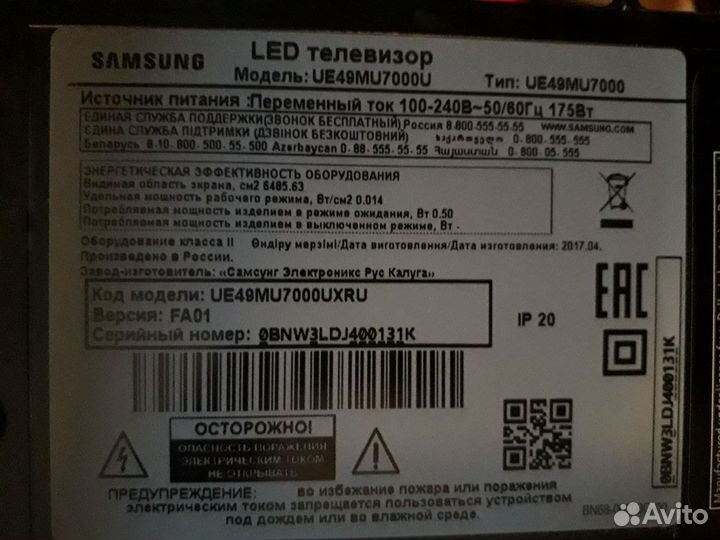 SAMSUNG
LED телевизор
Модель: UE49MU7000U Тип: UE49MU7000
Источник питания :Переменный ток 100-240В~50/60Гц 175Вт
ЕДИНАЯ СЛУЖБА ПОДДЕРЖКИ(ЗВОНОК БЕСПЛАТНЫЙ) Россия 8-800-555-55-55 WWW.SAMSUNG.COM
ЄДИНА СЛУЖБА ПІДТРИМКИ (ДЗВІНОК БЕЗКОШТОВНИЙ) საქართველო 0-800-555-555
Беларусь 8-10-800-500-55-500 Azərbaycan 0-88-555-55-55 Հայաստան 0-800-05-555
ЭНЕРГЕТИЧЕСКАЯ ЭФФЕКТИВНОСТЬ ОБОРУДОВАНИЯ
Видимая область экрана, см2 6485.63
Удельная мощность рабочего режима, Вт/см2 0.014
Потребляемая мощность изделием в режиме ожидания, Вт 0.50
Потребляемая мощность изделием в выключенном режиме, Вт -
Оборудование класса II Өндіру мерзімі/Дата виготовлення/Дата изготовления: 2017.04.
Произведено в России.
Завод-изготовитель: «Самсунг Электроникс Рус Калуга»
Код модели: UE49MU7000UXRU
Версия: FA01
Серийный номер: 0BNW3LDJ400131K
IP 20
EAC
0BNW3LDJ400131K
ОСТОРОЖНО!
ОПАСНОСТЬ ПОРАЖЕНИЯ
ЭЛЕКТРИЧЕСКИМ ТОКОМ.
НЕ ОТКРЫВАТЬ
ПРЕДУПРЕЖДЕНИЕ: во избежание пожара или поражения
электрическим током запрещается пользоваться устройством
под дождем или во влажной среде.
Avito